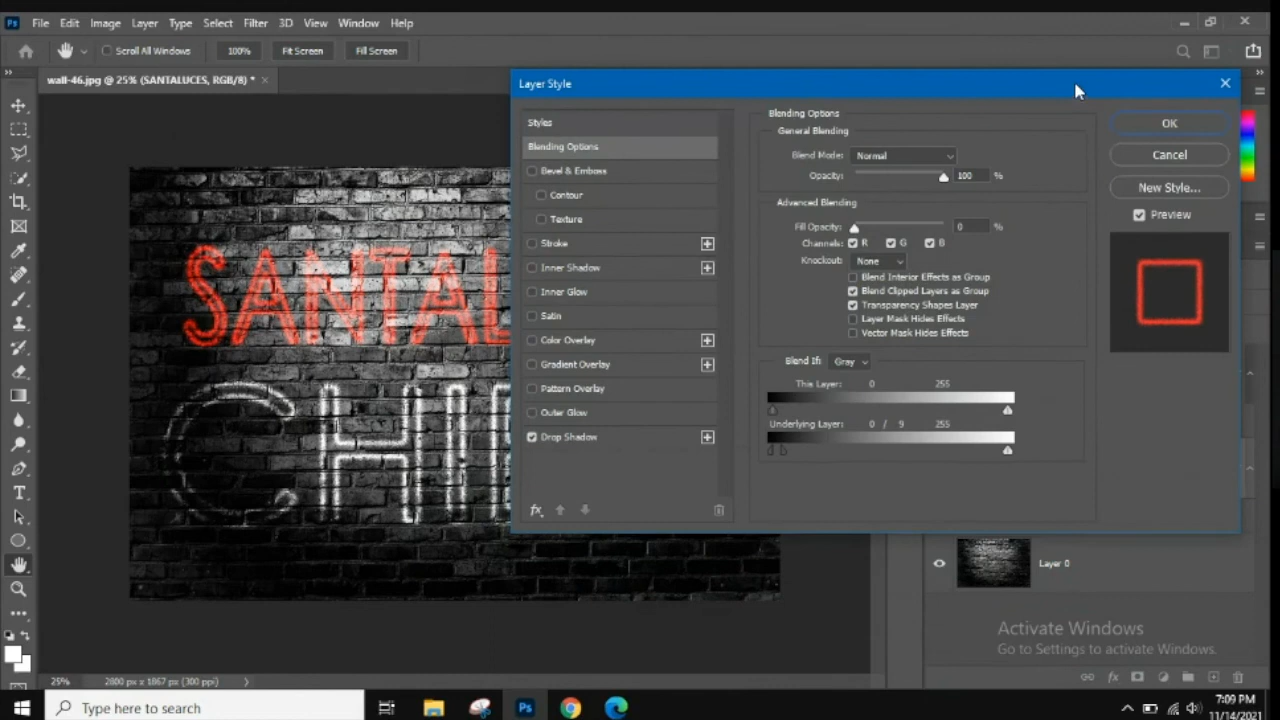 Ps File Edit Image Layer Type Select Filter 3D View Window Help
Scroll All Windows 100% Fit Screen Fill Screen
wall-46.jpg @ 25% (SANTALUCES, RGB/8) * ×
Layer Style
Styles
Blending Options
Bevel & Emboss
Contour
Texture
Stroke
Inner Shadow
Inner Glow
Satin
Color Overlay
Gradient Overlay
Pattern Overlay
Outer Glow
Drop Shadow
fx
Blending Options
General Blending
Blend Mode: Normal
Opacity: 100 %
Advanced Blending
Fill Opacity: 0 %
Channels: R G B
Knockout: None
Blend Interior Effects as Group
Blend Clipped Layers as Group
Transparency Shapes Layer
Layer Mask Hides Effects
Vector Mask Hides Effects
Blend If: Gray
This Layer: 0 255
Underlying Layer: 0 / 9 255
OK
Cancel
New Style...
Preview
SANTAL
CHI
Layer 0
Activate Windows
Go to Settings to activate Windows.
fx
25% 2800 px x 1867 px (300 ppi)
Type here to search
Ps
7:09 PM
11/14/2021